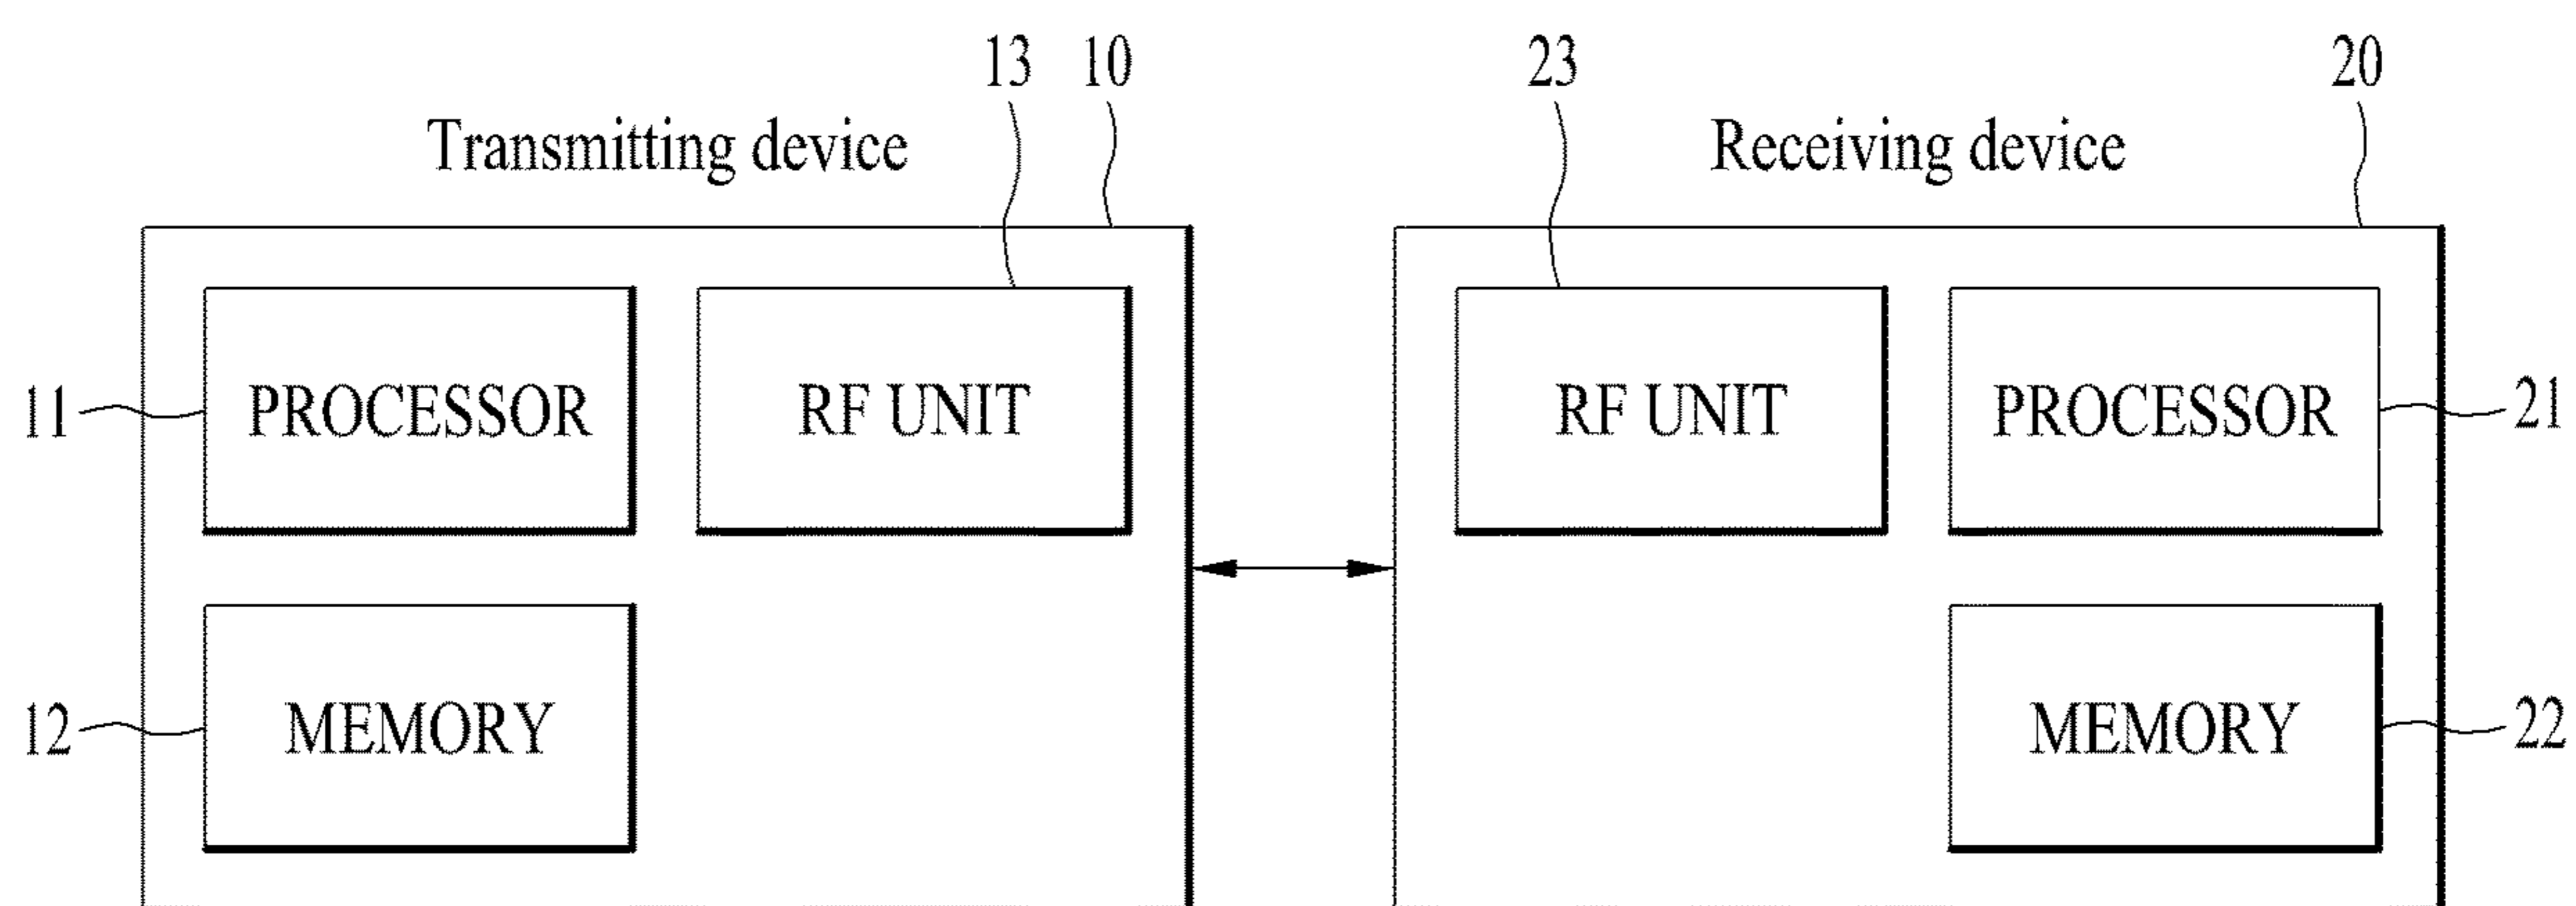 13 10 23 20
Transmitting device Receiving device
11 PROCESSOR RF UNIT RF UNIT PROCESSOR 21
12 MEMORY MEMORY 22